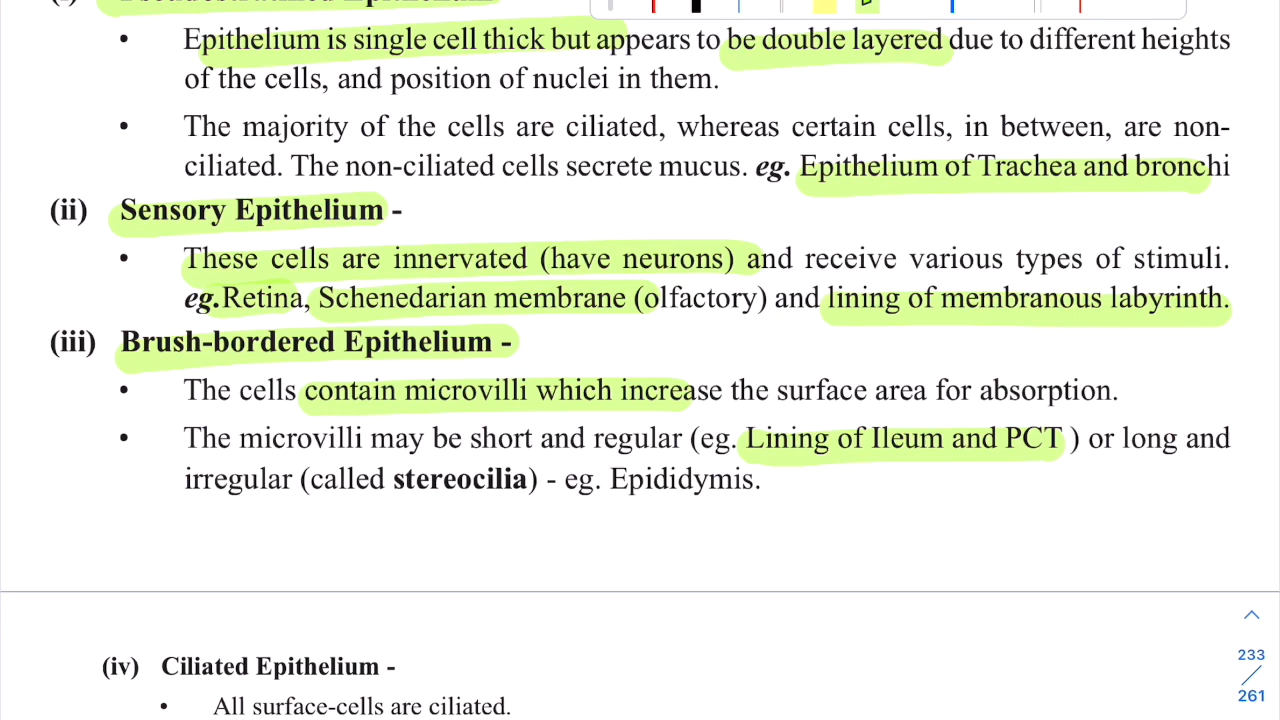 (i) Pseudostratified Epithelium
• Epithelium is single cell thick but appears to be double layered due to different heights
of the cells, and position of nuclei in them.
• The majority of the cells are ciliated, whereas certain cells, in between, are non-
ciliated. The non-ciliated cells secrete mucus. eg. Epithelium of Trachea and bronchi
(ii) Sensory Epithelium -
• These cells are innervated (have neurons) and receive various types of stimuli.
eg.Retina, Schenedarian membrane (olfactory) and lining of membranous labyrinth.
(iii) Brush-bordered Epithelium -
• The cells contain microvilli which increase the surface area for absorption.
• The microvilli may be short and regular (eg. Lining of Ileum and PCT ) or long and
irregular (called stereocilia) - eg. Epididymis.
233
261
(iv) Ciliated Epithelium -
• All surface-cells are ciliated.